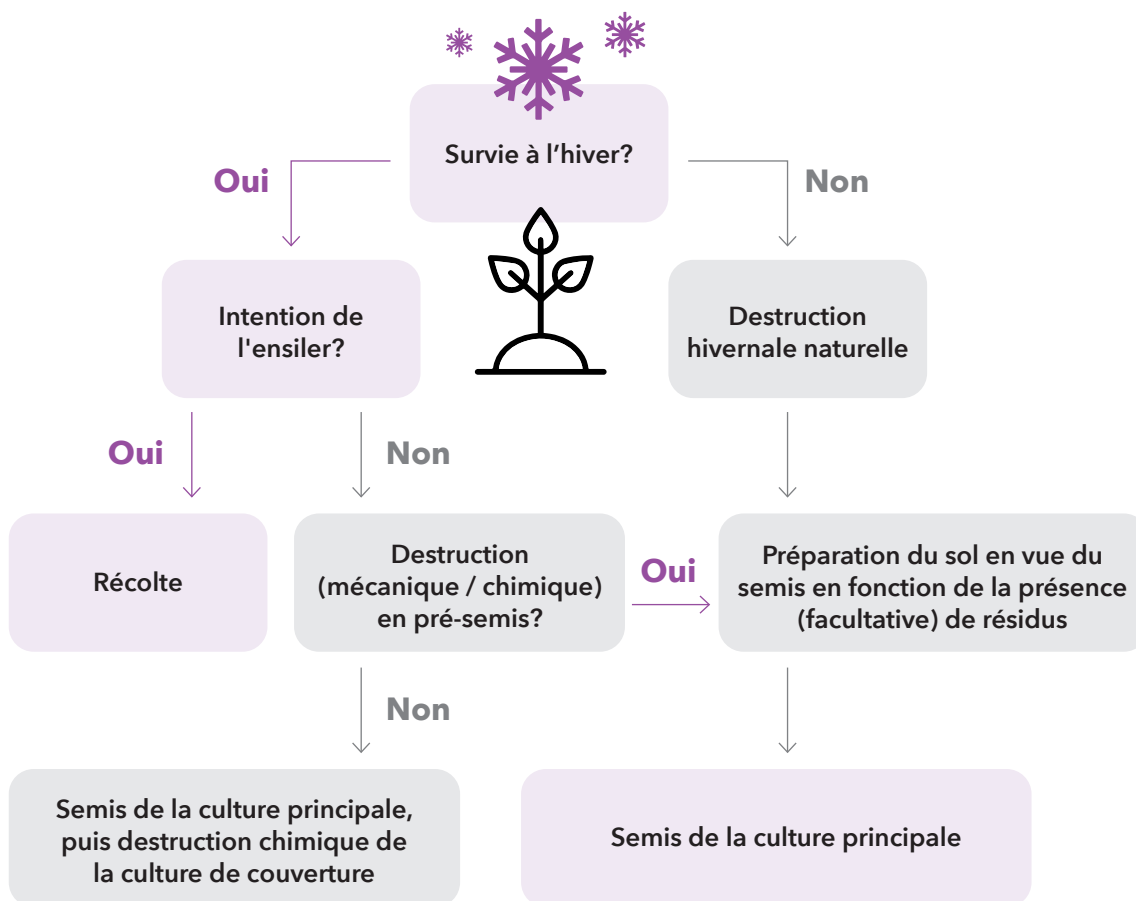 Survie à l’hiver?
Oui
Non
Intention de
l'ensiler?
Destruction
hivernale naturelle
Oui
Non
Récolte
Destruction
(mécanique / chimique)
en pré-semis?
Oui
Préparation du sol en vue du
semis en fonction de la présence
(facultative) de résidus
Non
Semis de la culture principale,
puis destruction chimique de
la culture de couverture
Semis de la culture principale